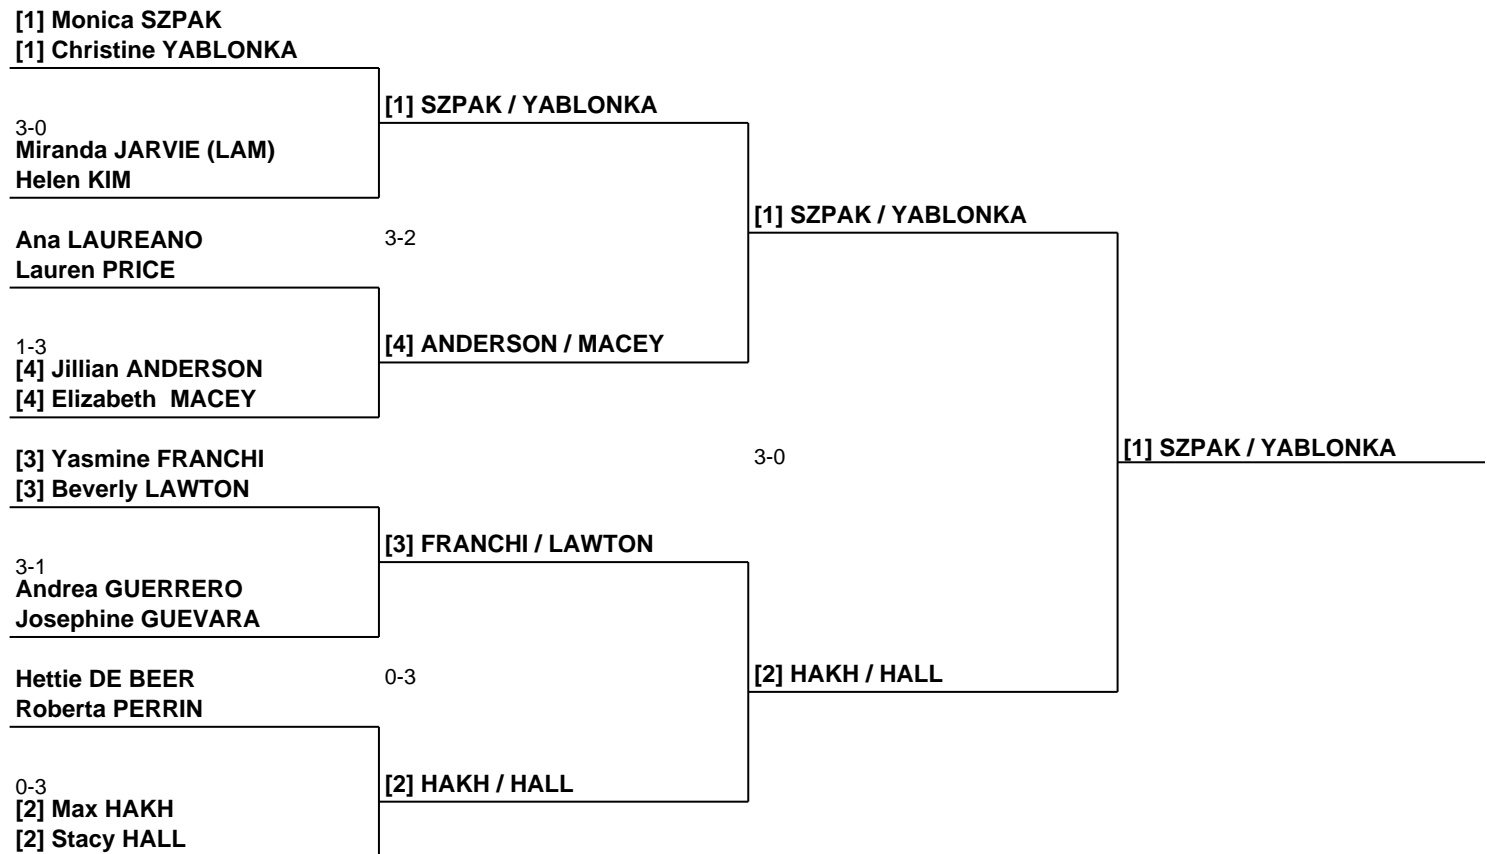 [1] Monica SZPAK
[1] Christine YABLONKA
[1] SZPAK / YABLONKA
3-0
Miranda JARVIE (LAM)
Helen KIM
[1] SZPAK / YABLONKA
Ana LAUREANO
3-2
Lauren PRICE
1-3
[4] ANDERSON / MACEY
[4] Jillian ANDERSON
[4] Elizabeth MACEY
[1] SZPAK / YABLONKA
[3] Yasmine FRANCHI
3-0
[3] Beverly LAWTON
[3] FRANCHI / LAWTON
3-1
Andrea GUERRERO
Josephine GUEVARA
Hettie DE BEER
0-3
[2] HAKH / HALL
Roberta PERRIN
0-3
[2] HAKH / HALL
[2] Max HAKH
[2] Stacy HALL